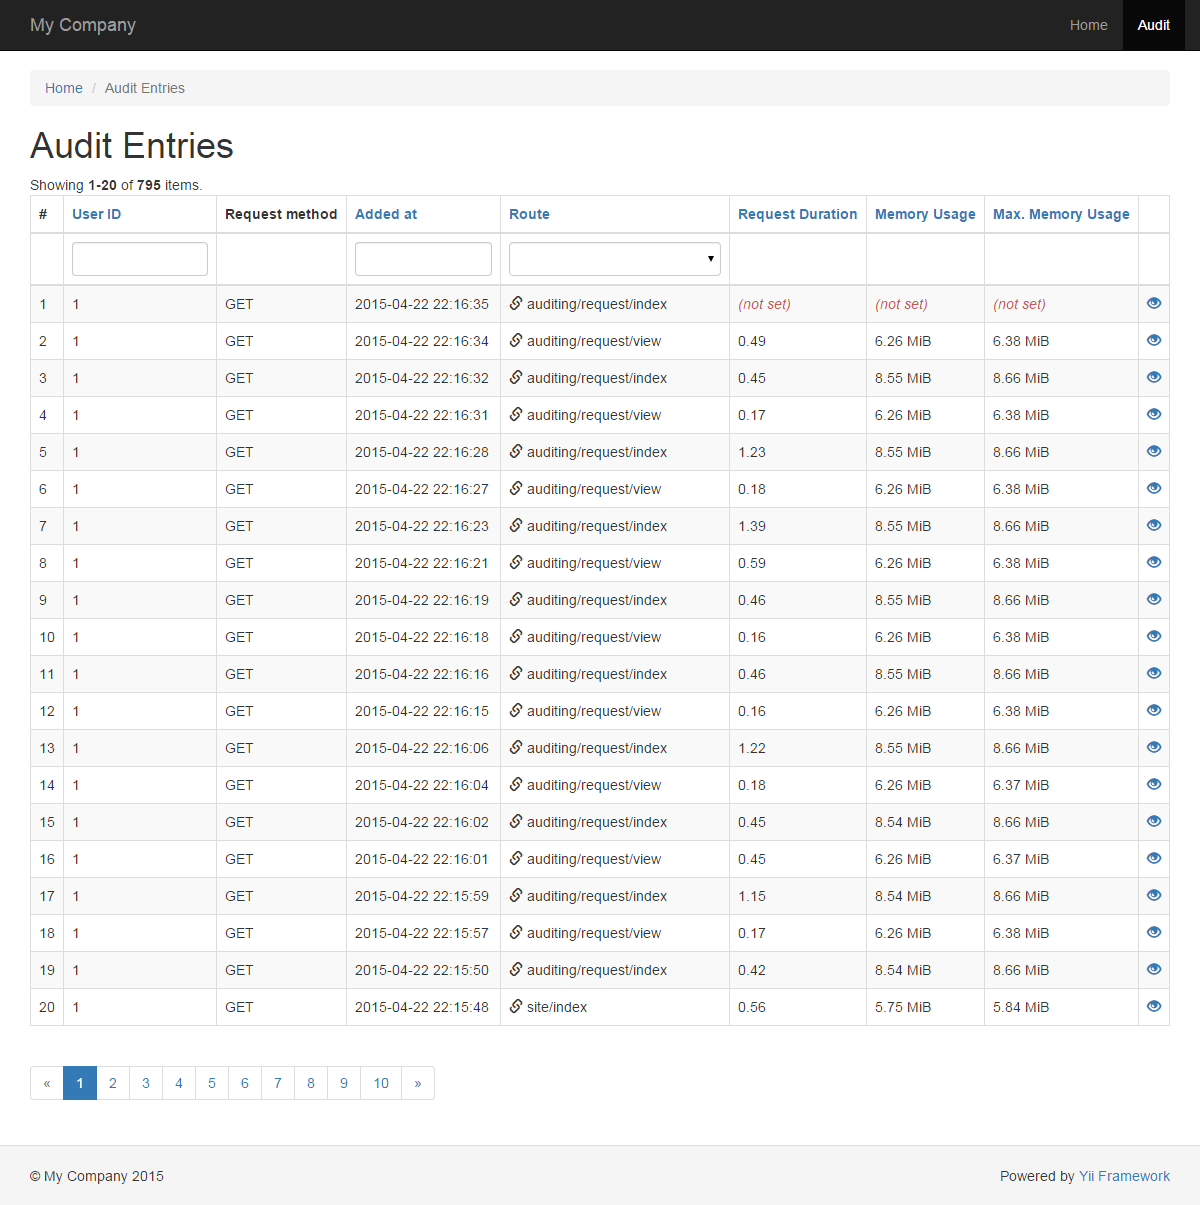 My Company Home Audit
Home / Audit Entries
Audit Entries
Showing 1-20 of 795 items.
# User ID Request method Added at Route Request Duration Memory Usage Max. Memory Usage
1 1 GET 2015-04-22 22:16:35 auditing/request/index (not set) (not set) (not set)
2 1 GET 2015-04-22 22:16:34 auditing/request/view 0.49 6.26 MiB 6.38 MiB
3 1 GET 2015-04-22 22:16:32 auditing/request/index 0.45 8.55 MiB 8.66 MiB
4 1 GET 2015-04-22 22:16:31 auditing/request/view 0.17 6.26 MiB 6.38 MiB
5 1 GET 2015-04-22 22:16:28 auditing/request/index 1.23 8.55 MiB 8.66 MiB
6 1 GET 2015-04-22 22:16:27 auditing/request/view 0.18 6.26 MiB 6.38 MiB
7 1 GET 2015-04-22 22:16:23 auditing/request/index 1.39 8.55 MiB 8.66 MiB
8 1 GET 2015-04-22 22:16:21 auditing/request/view 0.59 6.26 MiB 6.38 MiB
9 1 GET 2015-04-22 22:16:19 auditing/request/index 0.46 8.55 MiB 8.66 MiB
10 1 GET 2015-04-22 22:16:18 auditing/request/view 0.16 6.26 MiB 6.38 MiB
11 1 GET 2015-04-22 22:16:16 auditing/request/index 0.46 8.55 MiB 8.66 MiB
12 1 GET 2015-04-22 22:16:15 auditing/request/view 0.16 6.26 MiB 6.38 MiB
13 1 GET 2015-04-22 22:16:06 auditing/request/index 1.22 8.55 MiB 8.66 MiB
14 1 GET 2015-04-22 22:16:04 auditing/request/view 0.18 6.26 MiB 6.37 MiB
15 1 GET 2015-04-22 22:16:02 auditing/request/index 0.45 8.54 MiB 8.66 MiB
16 1 GET 2015-04-22 22:16:01 auditing/request/view 0.45 6.26 MiB 6.37 MiB
17 1 GET 2015-04-22 22:15:59 auditing/request/index 1.15 8.54 MiB 8.66 MiB
18 1 GET 2015-04-22 22:15:57 auditing/request/view 0.17 6.26 MiB 6.38 MiB
19 1 GET 2015-04-22 22:15:50 auditing/request/index 0.42 8.54 MiB 8.66 MiB
20 1 GET 2015-04-22 22:15:48 site/index 0.56 5.75 MiB 5.84 MiB
« 1 2 3 4 5 6 7 8 9 10 »
© My Company 2015 Powered by Yii Framework